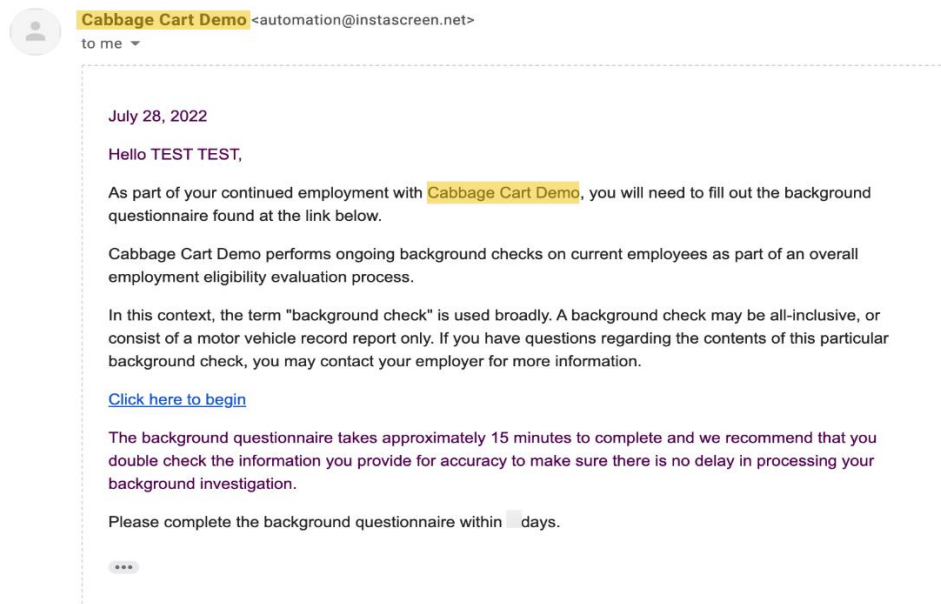 Cabbage Cart Demo <automation@instascreen.net>
to me
July 28, 2022
Hello TEST TEST,
As part of your continued employment with Cabbage Cart Demo, you will need to fill out the background
questionnaire found at the link below.
Cabbage Cart Demo performs ongoing background checks on current employees as part of an overall
employment eligibility evaluation process.
In this context, the term "background check" is used broadly. A background check may be all-inclusive, or
consist of a motor vehicle record report only. If you have questions regarding the contents of this particular
background check, you may contact your employer for more information.
Click here to begin
The background questionnaire takes approximately 15 minutes to complete and we recommend that you
double check the information you provide for accuracy to make sure there is no delay in processing your
background investigation.
Please complete the background questionnaire within days.